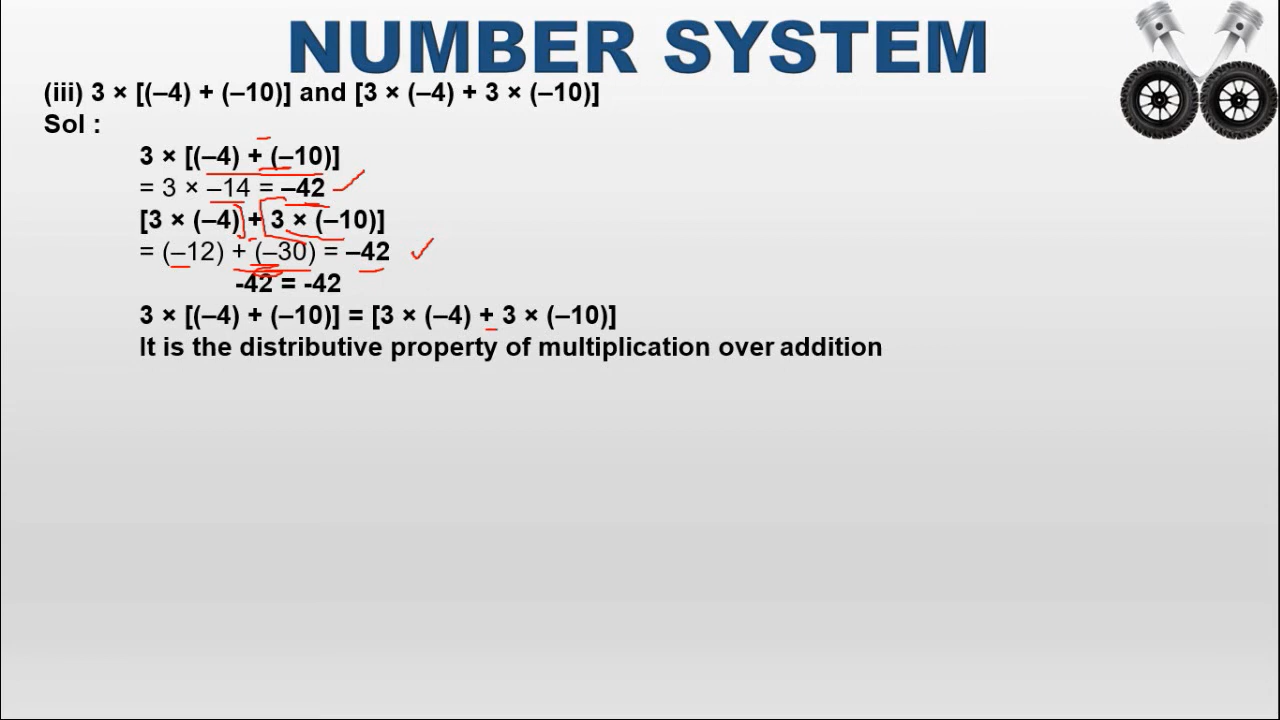 NUMBER SYSTEM
(iii) 3 × [(–4) + (–10)] and [3 × (–4) + 3 × (–10)]
Sol :
3 × [(–4) + (–10)]
= 3 × –14 = –42
[3 × (–4) + 3 × (–10)]
= (–12) + (–30) = –42
-42 = -42
3 × [(–4) + (–10)] = [3 × (–4) + 3 × (–10)]
It is the distributive property of multiplication over addition